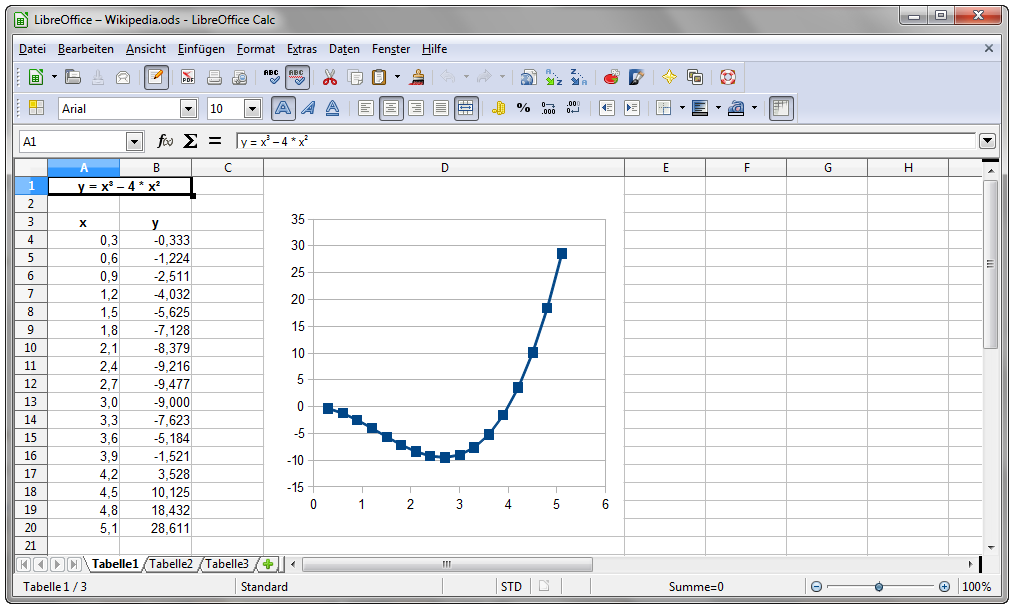 LibreOffice – Wikipedia.ods - LibreOffice Calc
Datei Bearbeiten Ansicht Einfügen Format Extras Daten Fenster Hilfe
Arial 10
A1 y = x³ – 4 * x²
A B C D E F G H
1 y = x³ – 4 * x²
2
3 x y
4 0,3 -0,333
5 0,6 -1,224
6 0,9 -2,511
7 1,2 -4,032
8 1,5 -5,625
9 1,8 -7,128
10 2,1 -8,379
11 2,4 -9,216
12 2,7 -9,477
13 3,0 -9,000
14 3,3 -7,623
15 3,6 -5,184
16 3,9 -1,521
17 4,2 3,528
18 4,5 10,125
19 4,8 18,432
20 5,1 28,611
21
35
30
25
20
15
10
5
0
-5
-10
-15
0 1 2 3 4 5 6
Tabelle1 Tabelle2 Tabelle3
Tabelle 1 / 3 Standard STD Summe=0 100%